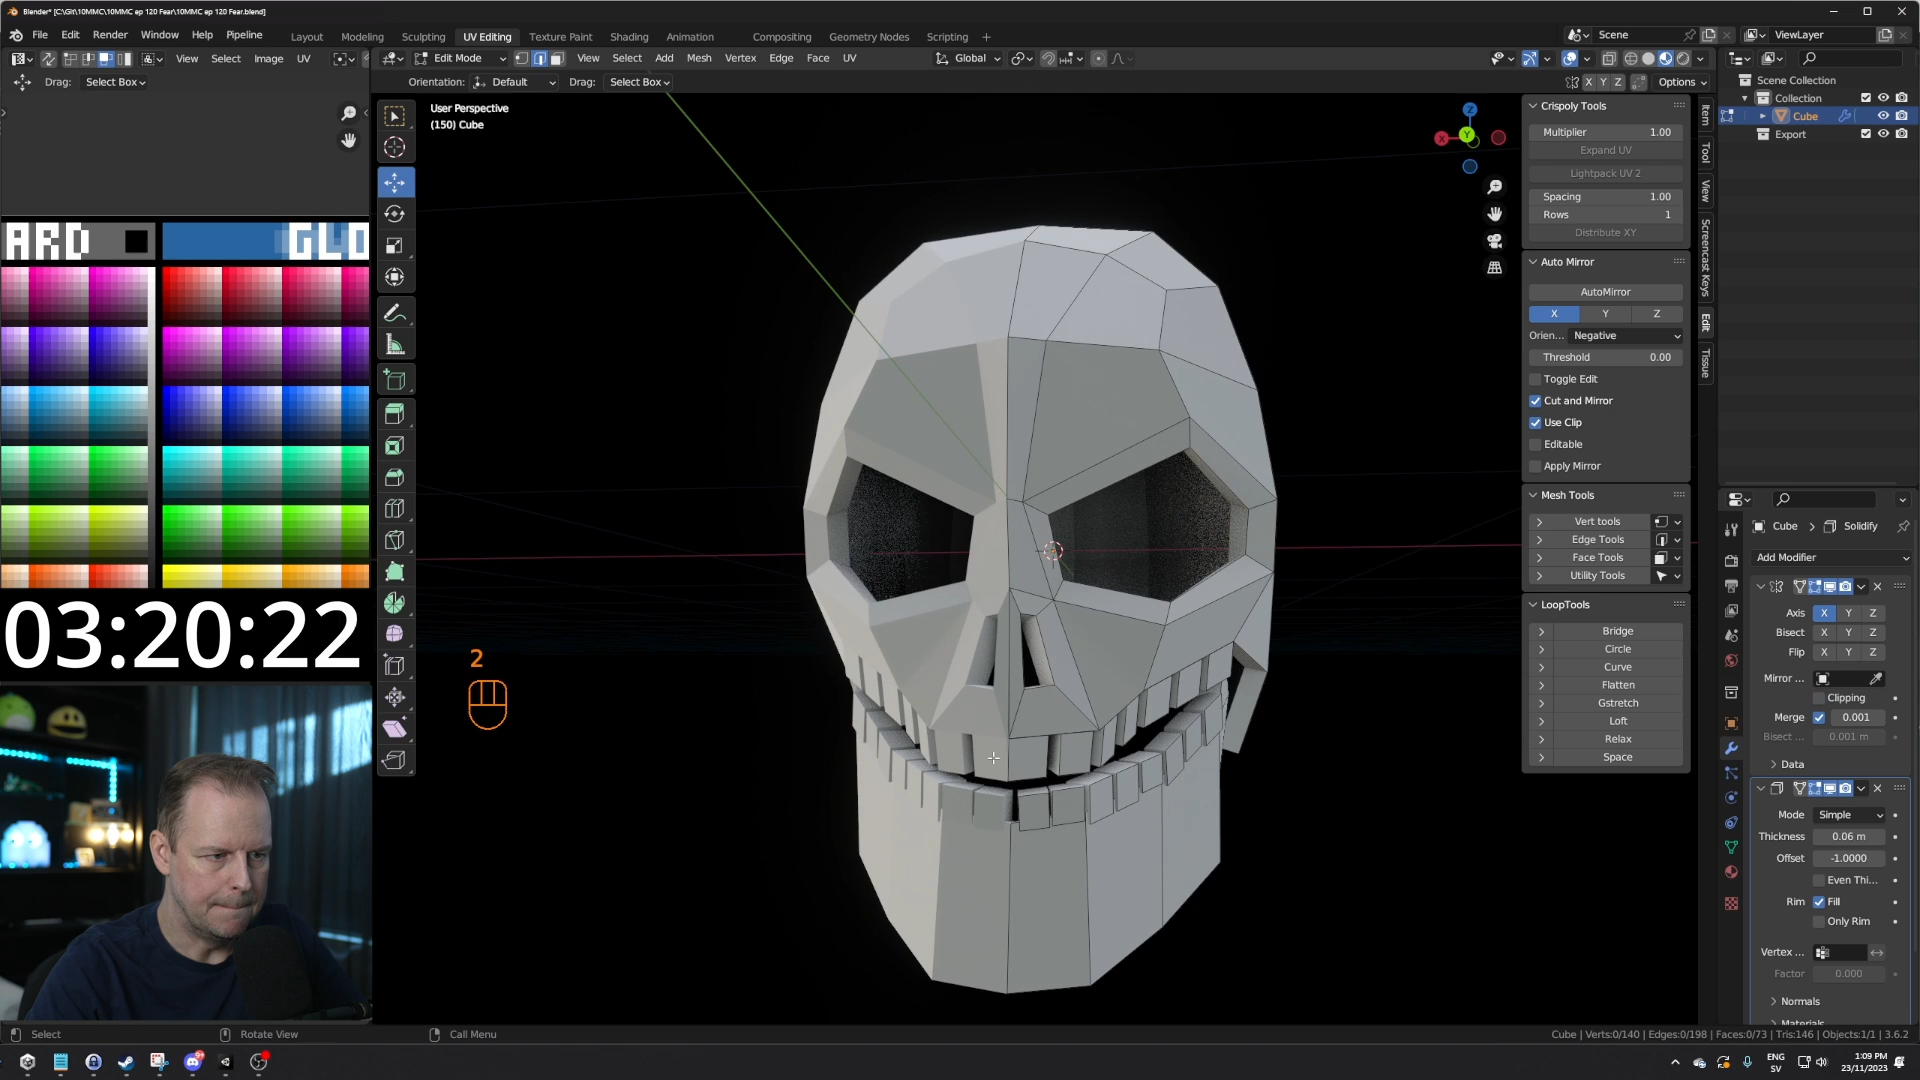 Blender* [C:\Git\10MMC\10MMC ep 120 Fear\10MMC ep 120 Fear.blend]
File Edit Render Window Help Pipeline
Layout Modeling Sculpting UV Editing Texture Paint Shading Animation Compositing Geometry Nodes Scripting
Scene
ViewLayer
View Select Image UV
Edit Mode
View Select Add Mesh Vertex Edge Face UV
Global
Drag: Select Box
Orientation: Default Drag: Select Box
X Y Z
Options
User Perspective
(150) Cube
ARD
GLO
03:20:22
2
Crispoly Tools
Multiplier 1.00
Expand UV
Lightpack UV 2
Spacing 1.00
Rows 1
Distribute XY
Auto Mirror
AutoMirror
X Y Z
Orien... Negative
Threshold 0.00
Toggle Edit
Cut and Mirror
Use Clip
Editable
Apply Mirror
Mesh Tools
Vert tools
Edge Tools
Face Tools
Utility Tools
LoopTools
Bridge
Circle
Curve
Flatten
Gstretch
Loft
Relax
Space
Item
Tool
View
Screencast Keys
Edit
Tissue
Scene Collection
Collection
Cube
Export
Cube Solidify
Add Modifier
Axis X Y Z
Bisect X Y Z
Flip X Y Z
Mirror ...
Clipping
Merge 0.001
Bisect ... 0.001 m
Data
Mode Simple
Thickness 0.06 m
Offset -1.0000
Even Thi...
Rim Fill
Only Rim
Vertex ...
Factor 0.000
Normals
Materials
Select
Rotate View
Call Menu
Cube | Verts:0/140 | Edges:0/198 | Faces:0/73 | Tris:146 | Objects:1/1 | 3.6.2
ENG
SV
1:09 PM
23/11/2023